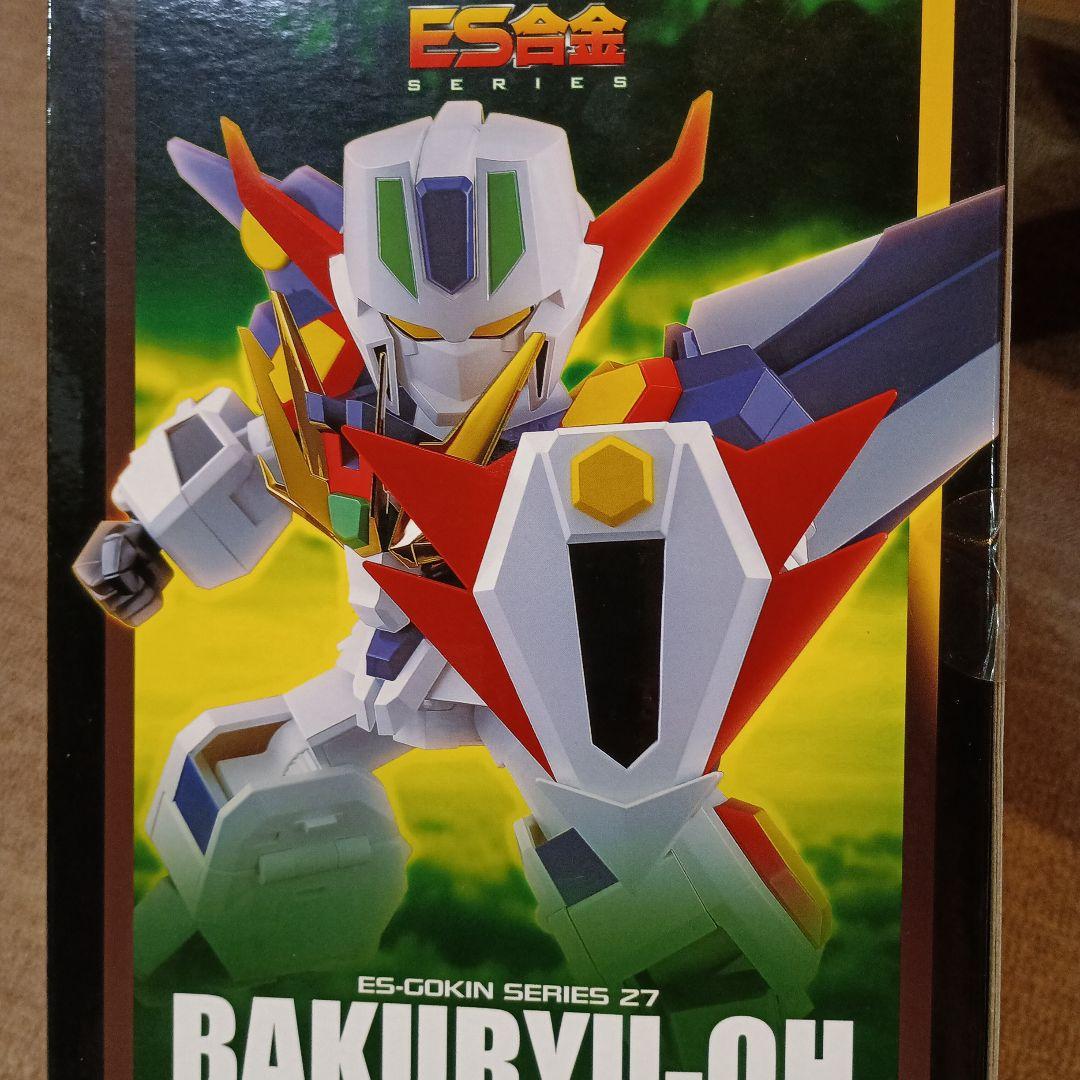 ES合金
SERIES
ES-GOKIN SERIES 27
BAKURYU-OH